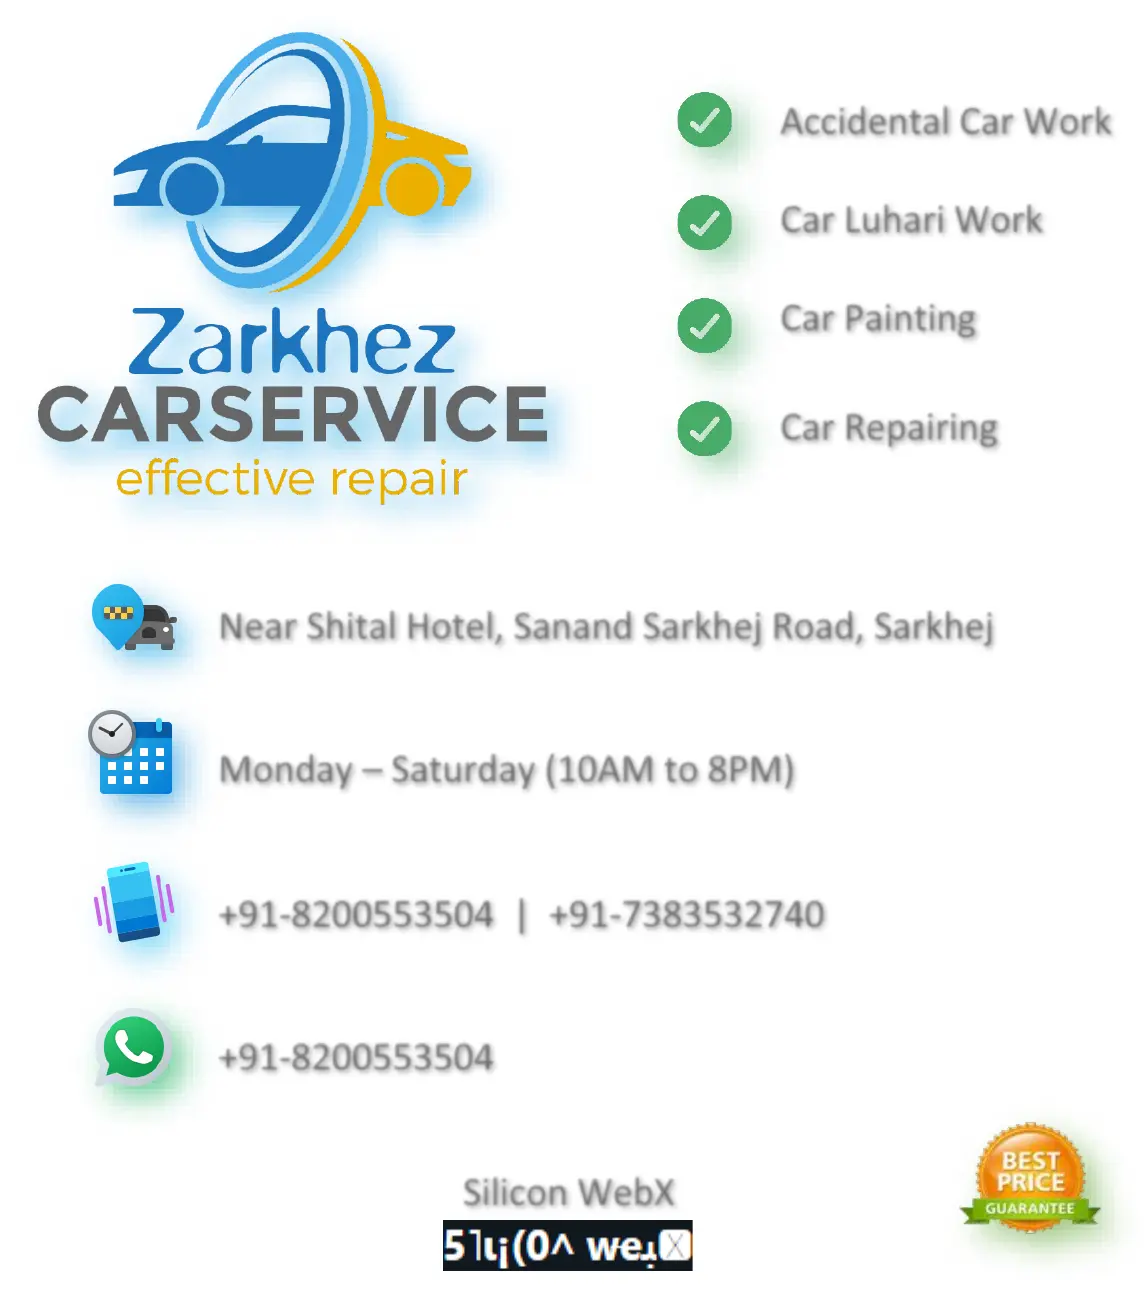 Zarkhez
CARSERVICE
effective repair
Accidental Car Work
Car Luhari Work
Car Painting
Car Repairing
Near Shital Hotel, Sanand Sarkhej Road, Sarkhej
Monday – Saturday (10AM to 8PM)
+91-8200553504 | +91-7383532740
+91-8200553504
BEST
PRICE
GUARANTEE
Silicon WebX